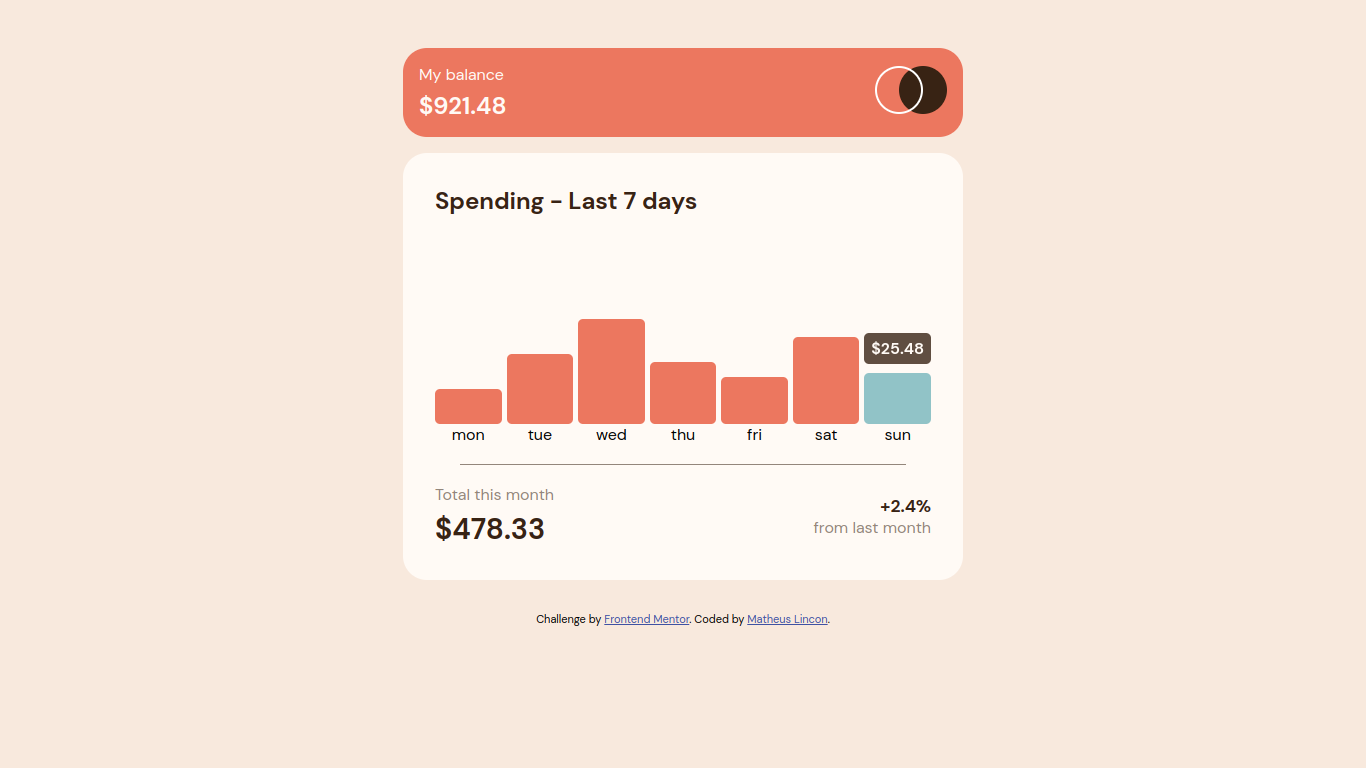 My balance
$921.48
Spending - Last 7 days
$25.48
mon tue wed thu fri sat sun
Total this month
$478.33
+2.4%
from last month
Challenge by Frontend Mentor. Coded by Matheus Lincon.